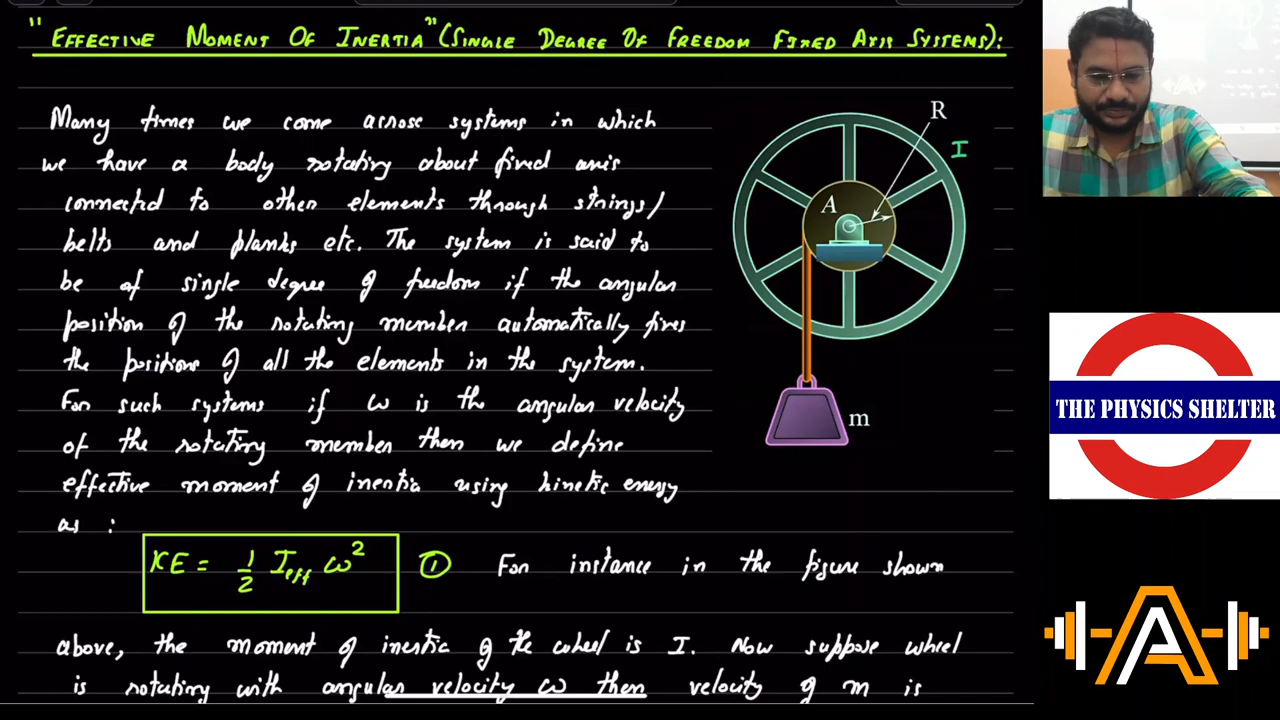 "EFFECTIVE MOMENT OF INERTIA" (SINGLE DEGREE OF FREEDOM FIXED AXIS SYSTEMS):
Many times we come across systems in which
we have a body rotating about fixed axis
connected to other elements through strings/
belts and planks etc. The system is said to
be of single degree of freedom if the angular
position of the rotating member automatically fixes
the positions of all the elements in the system.
For such systems if ω is the angular velocity
of the rotating member then we define
effective moment of inertia using kinetic energy
as :
KE = 1/2 I_eff ω² ① For instance in the figure shown
above, the moment of inertia of the wheel is I. Now suppose wheel
is rotating with angular velocity ω then velocity of m is
R
I
A
m
THE PHYSICS SHELTER
A